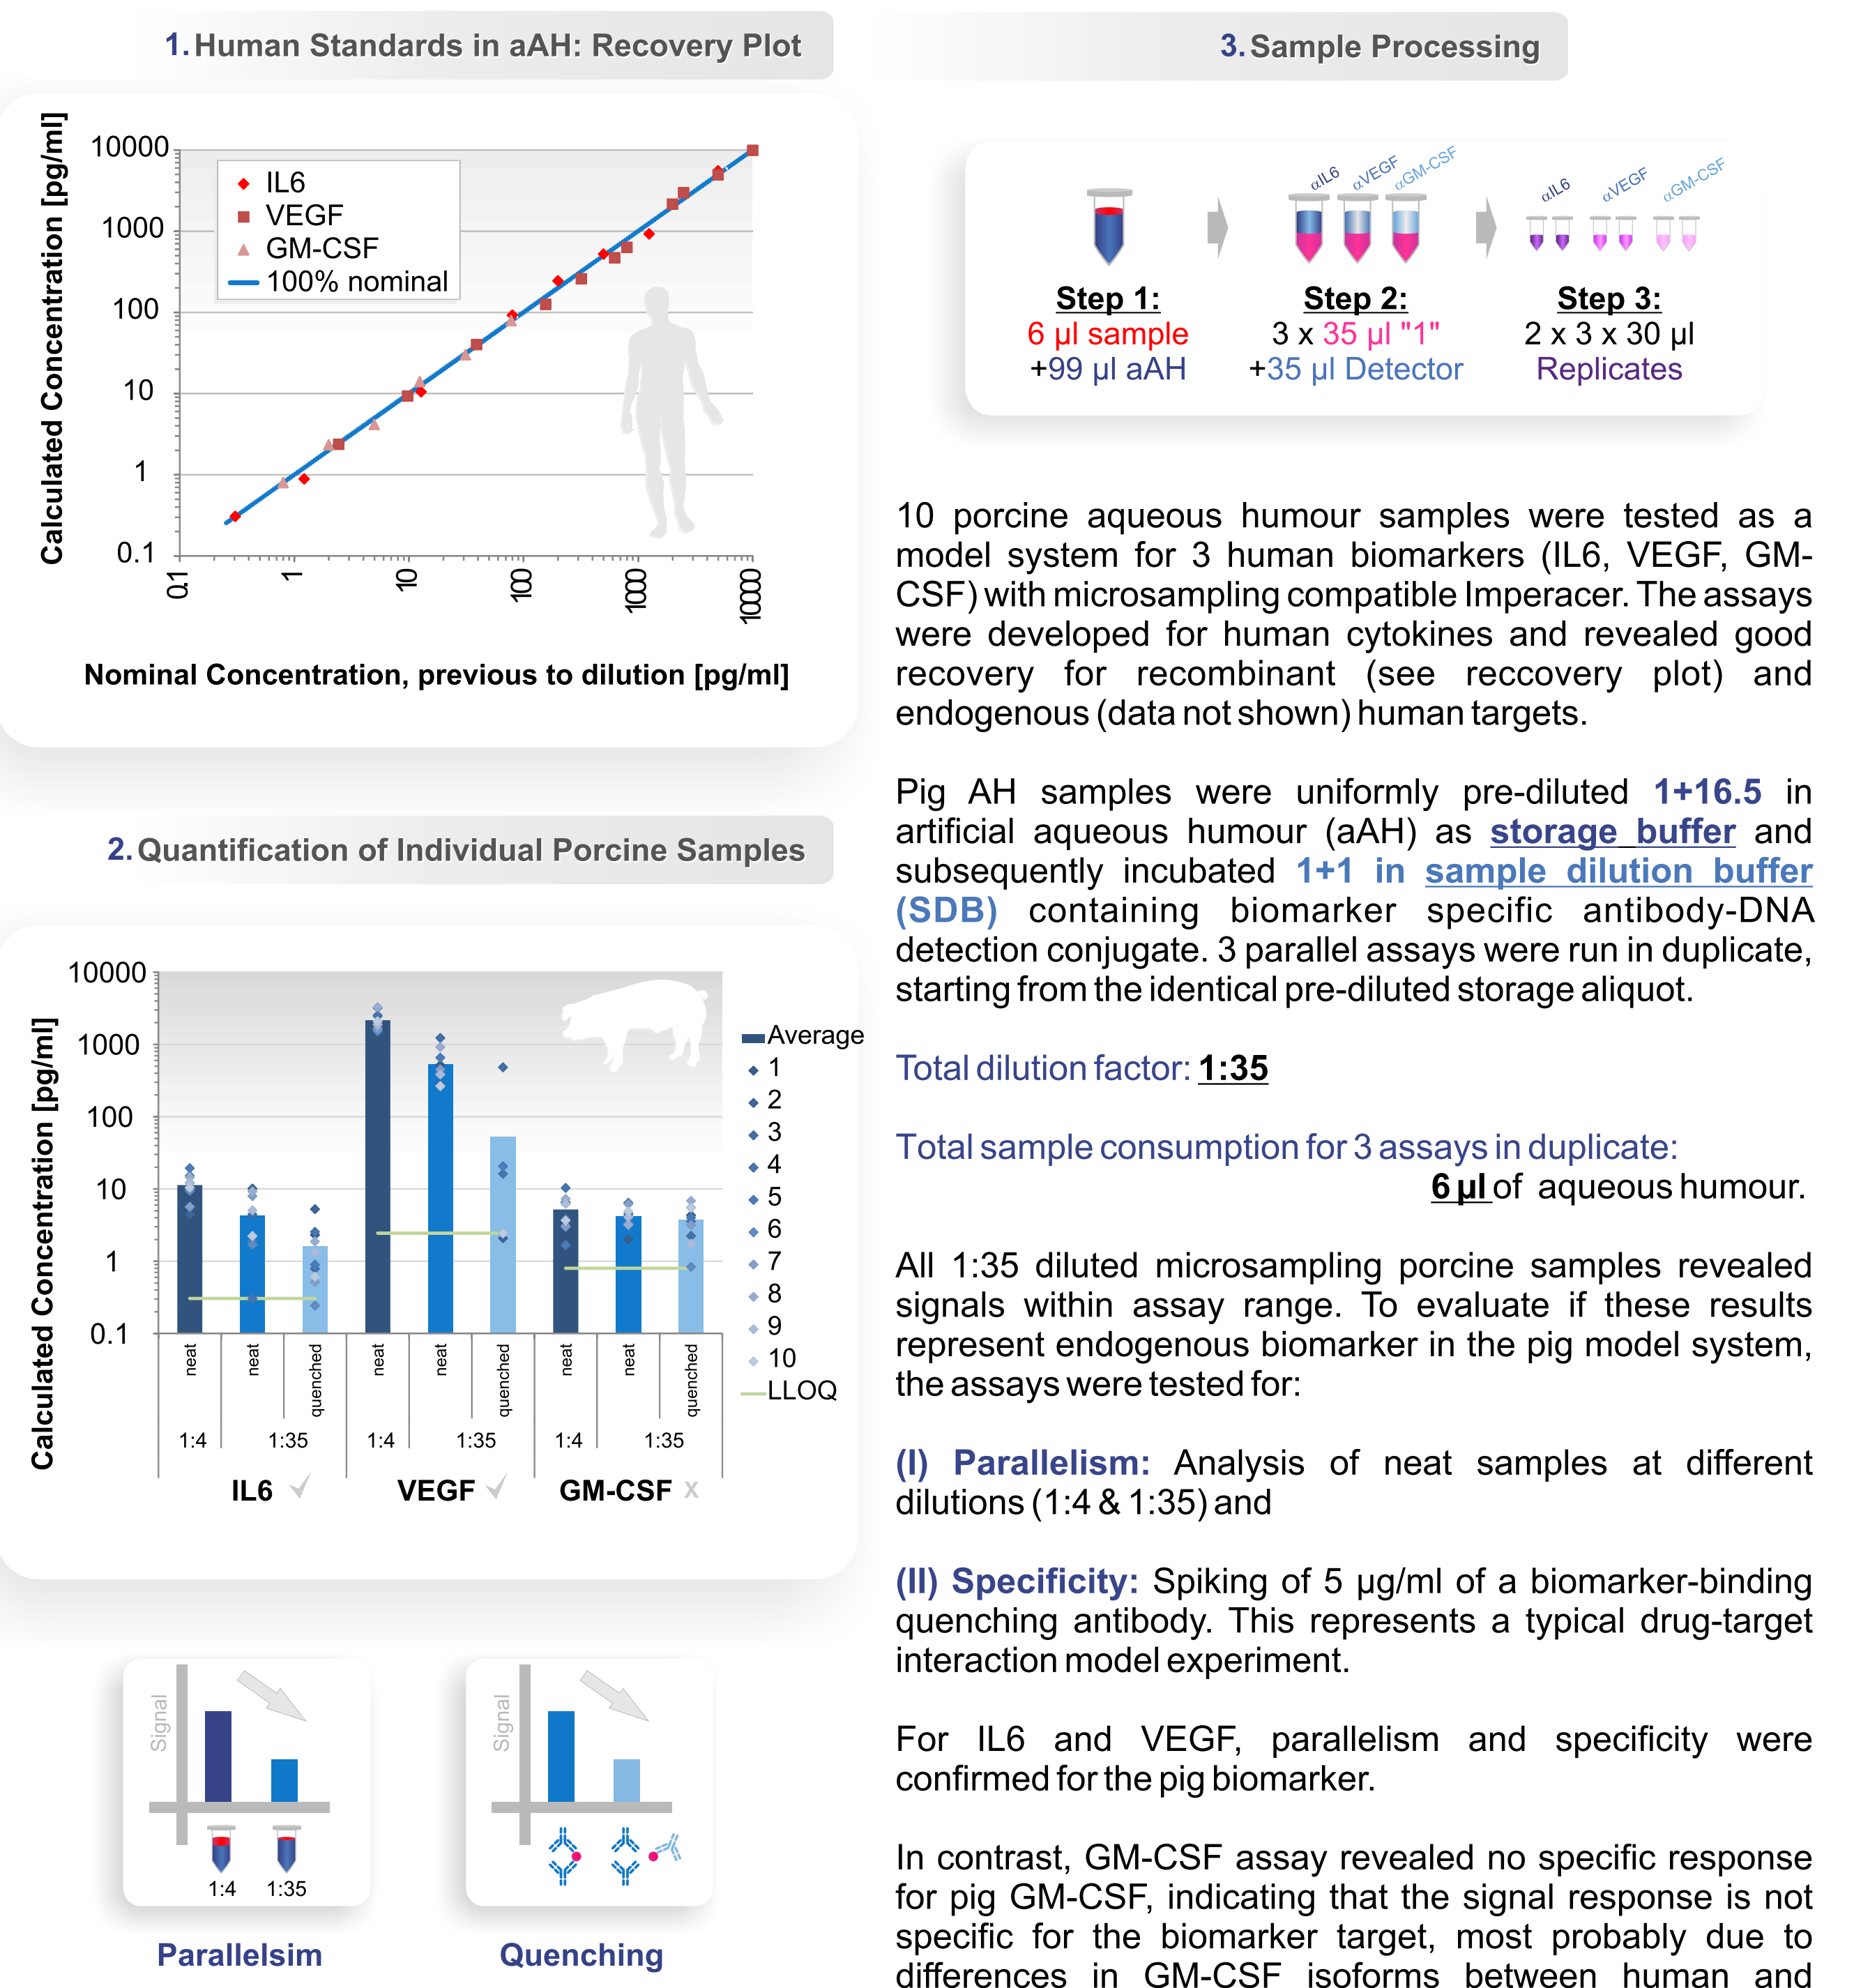 1. Human Standards in aAH: Recovery Plot
Calculated Concentration [pg/ml]
10000
1000
100
10
1
0.1
IL6
VEGF
GM-CSF
100% nominal
0.1
1
10
100
1000
10000
Nominal Concentration, previous to dilution [pg/ml]
2. Quantification of Individual Porcine Samples
Calculated Concentration [pg/ml]
10000
1000
100
10
1
0.1
Average
1
2
3
4
5
6
7
8
9
10
LLOQ
neat
neat
quenched
neat
neat
quenched
neat
neat
quenched
1:4
1:35
1:4
1:35
1:4
1:35
IL6 ✓
VEGF ✓
GM-CSF x
Signal
1:4
1:35
Parallelsim
Signal
Quenching
3. Sample Processing
αIL6
αVEGF
αGM-CSF
αIL6
αVEGF
αGM-CSF
Step 1:
6 µl sample
+99 µl aAH
Step 2:
3 x 35 µl "1"
+35 µl Detector
Step 3:
2 x 3 x 30 µl
Replicates
10 porcine aqueous humour samples were tested as a
model system for 3 human biomarkers (IL6, VEGF, GM-
CSF) with microsampling compatible Imperacer. The assays
were developed for human cytokines and revealed good
recovery for recombinant (see reccovery plot) and
endogenous (data not shown) human targets.
Pig AH samples were uniformly pre-diluted 1+16.5 in
artificial aqueous humour (aAH) as storage buffer and
subsequently incubated 1+1 in sample dilution buffer
(SDB) containing biomarker specific antibody-DNA
detection conjugate. 3 parallel assays were run in duplicate,
starting from the identical pre-diluted storage aliquot.
Total dilution factor: 1:35
Total sample consumption for 3 assays in duplicate:
6 µl of aqueous humour.
All 1:35 diluted microsampling porcine samples revealed
signals within assay range. To evaluate if these results
represent endogenous biomarker in the pig model system,
the assays were tested for:
(I) Parallelism: Analysis of neat samples at different
dilutions (1:4 & 1:35) and
(II) Specificity: Spiking of 5 µg/ml of a biomarker-binding
quenching antibody. This represents a typical drug-target
interaction model experiment.
For IL6 and VEGF, parallelism and specificity were
confirmed for the pig biomarker.
In contrast, GM-CSF assay revealed no specific response
for pig GM-CSF, indicating that the signal response is not
specific for the biomarker target, most probably due to
differences in GM-CSF isoforms between human and